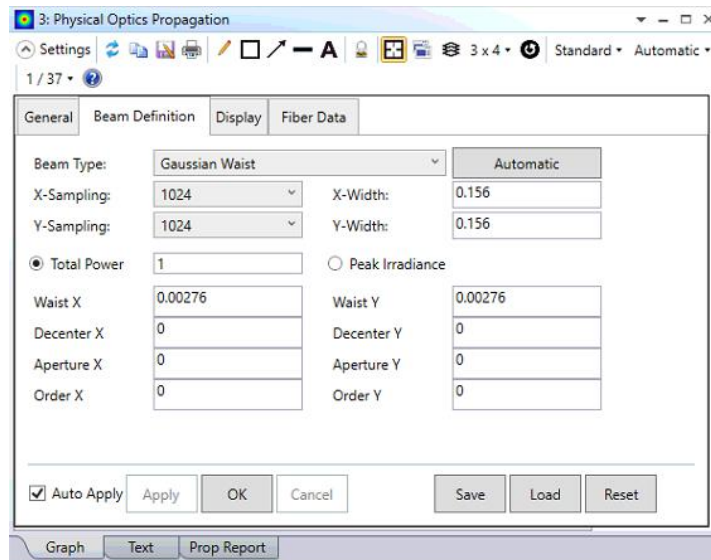 3: Physical Optics Propagation
Settings A 3 x 4 Standard Automatic
1 / 37 ?
General Beam Definition Display Fiber Data
Beam Type: Gaussian Waist Automatic
X-Sampling: 1024 X-Width: 0.156
Y-Sampling: 1024 Y-Width: 0.156
Total Power 1 Peak Irradiance
Waist X 0.00276 Waist Y 0.00276
Decenter X 0 Decenter Y 0
Aperture X 0 Aperture Y 0
Order X 0 Order Y 0
Auto Apply Apply OK Cancel Save Load Reset
Graph Text Prop Report